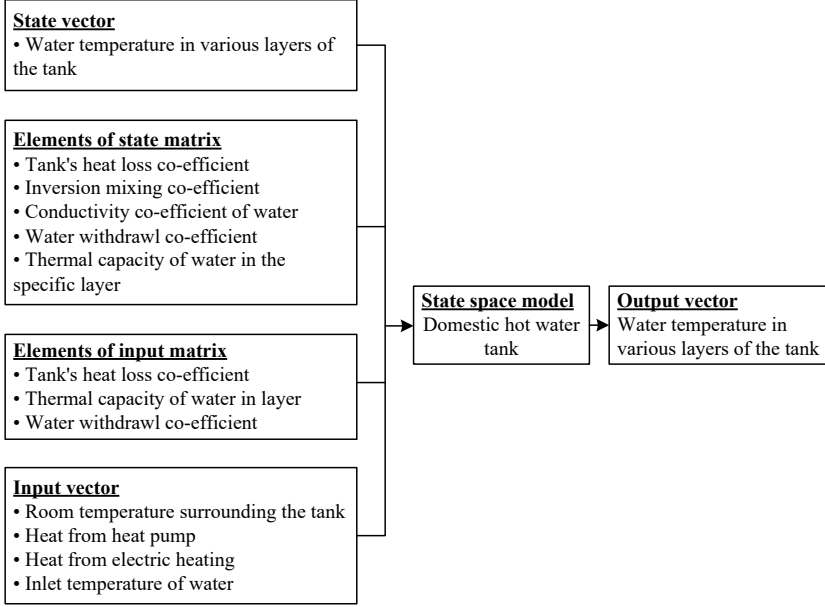 State vector
• Water temperature in various layers of
the tank
Elements of state matrix
• Tank's heat loss co-efficient
• Inversion mixing co-efficient
• Conductivity co-efficient of water
• Water withdrawl co-efficient
• Thermal capacity of water in the
specific layer
Elements of input matrix
• Tank's heat loss co-efficient
• Thermal capacity of water in layer
• Water withdrawl co-efficient
Input vector
• Room temperature surrounding the tank
• Heat from heat pump
• Heat from electric heating
• Inlet temperature of water
State space model
Domestic hot water
tank
Output vector
Water temperature in
various layers of the tank